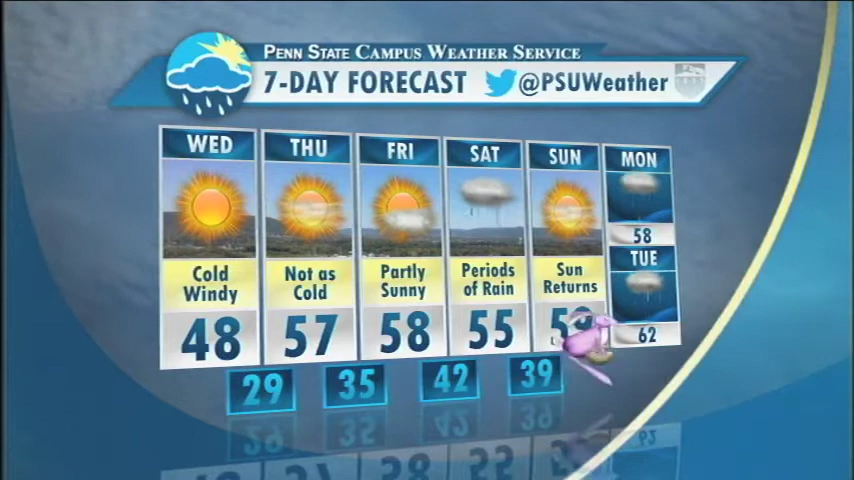 PENN STATE CAMPUS WEATHER SERVICE
7-DAY FORECAST @PSUWeather
WED THU FRI SAT SUN MON
58
TUE
62
Cold Windy
Not as Cold
Partly Sunny
Periods of Rain
Sun Returns
48 57 58 55
29 35 42 39